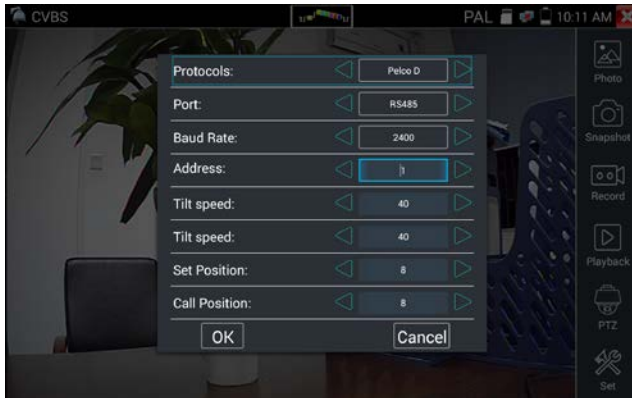 CVBS
PAL 10:11 AM
Protocols: Pelco D
Port: RS485
Baud Rate: 2400
Address: 1
Tilt speed: 40
Tilt speed: 40
Set Position: 8
Call Position: 8
OK Cancel
Photo
Snapshot
Record
Playback
PTZ
Set